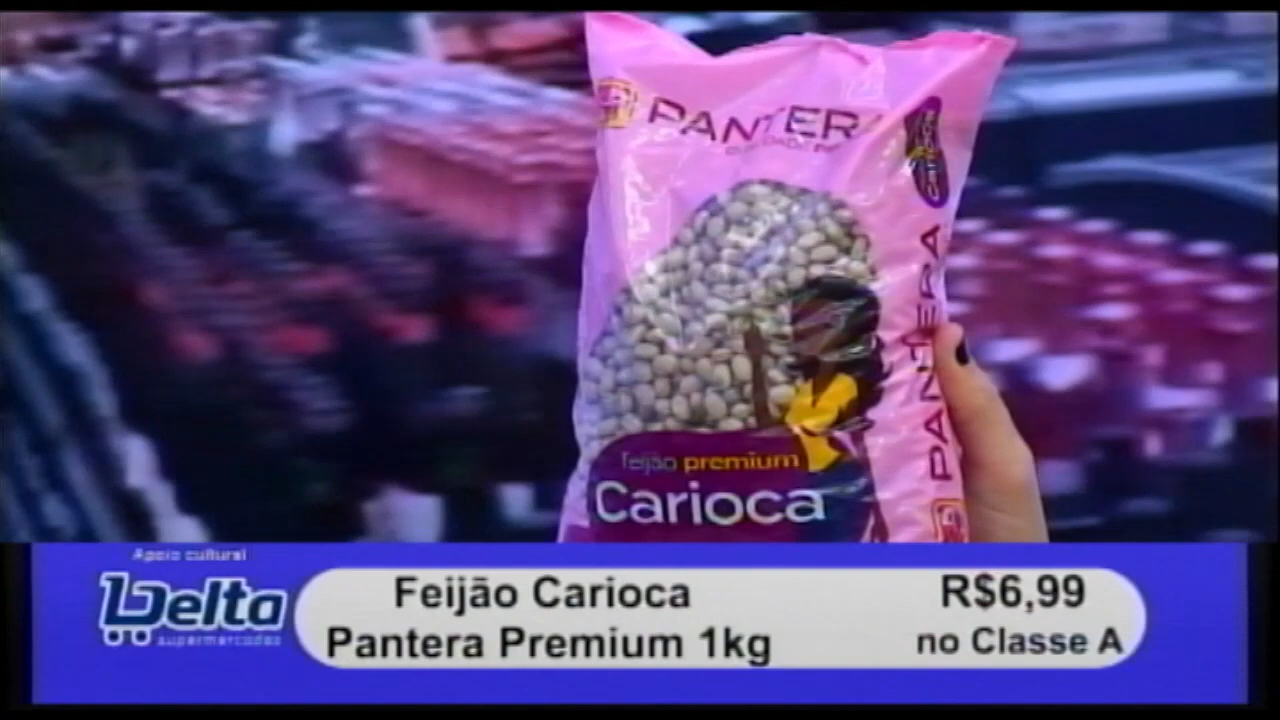 PANTERA
PANTERA
feijão premium
Carioca
Apoio cultural
Delta
supermercados
Feijão Carioca
Pantera Premium 1kg
R$6,99
no Classe A